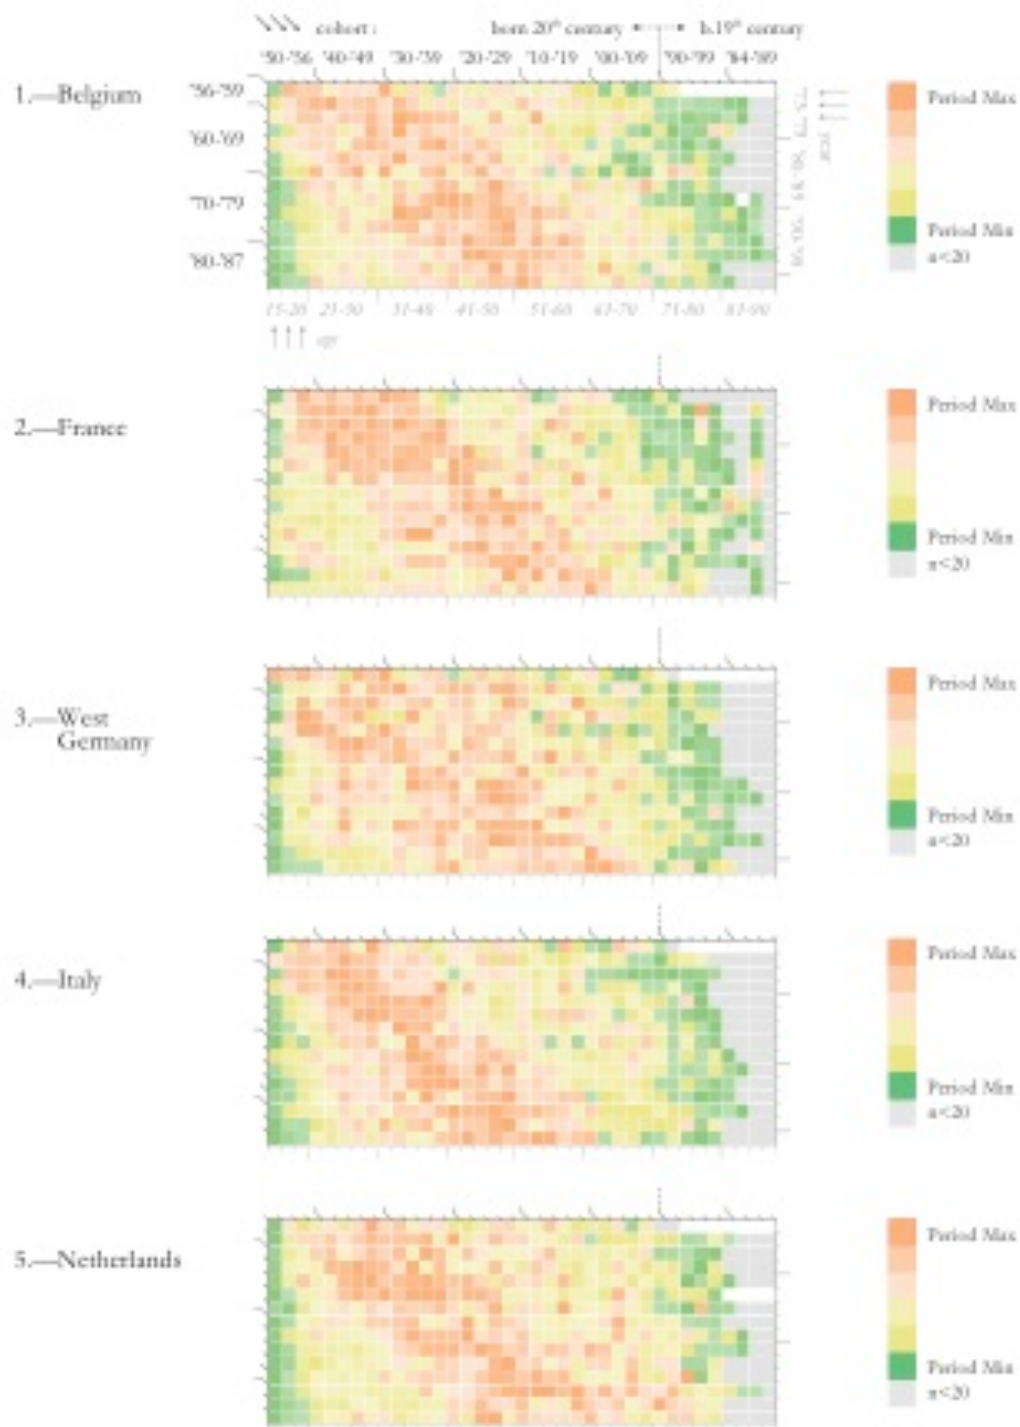 cohort :
born 20th century
b.19th century
'50-'56 '40-'49 '30-'39 '20-'29 '10-'19 '00-'09 '90-'99 '84-'89
1.—Belgium
'56-'59
'60-'69
'70-'79
'80-'87
year
Period Max
Period Min
n<20
15-20 21-30 31-40 41-50 51-60 61-70 71-80 81-90
age
2.—France
Period Max
Period Min
n<20
3.—West
Germany
Period Max
Period Min
n<20
4.—Italy
Period Max
Period Min
n<20
5.—Netherlands
Period Max
Period Min
n<20